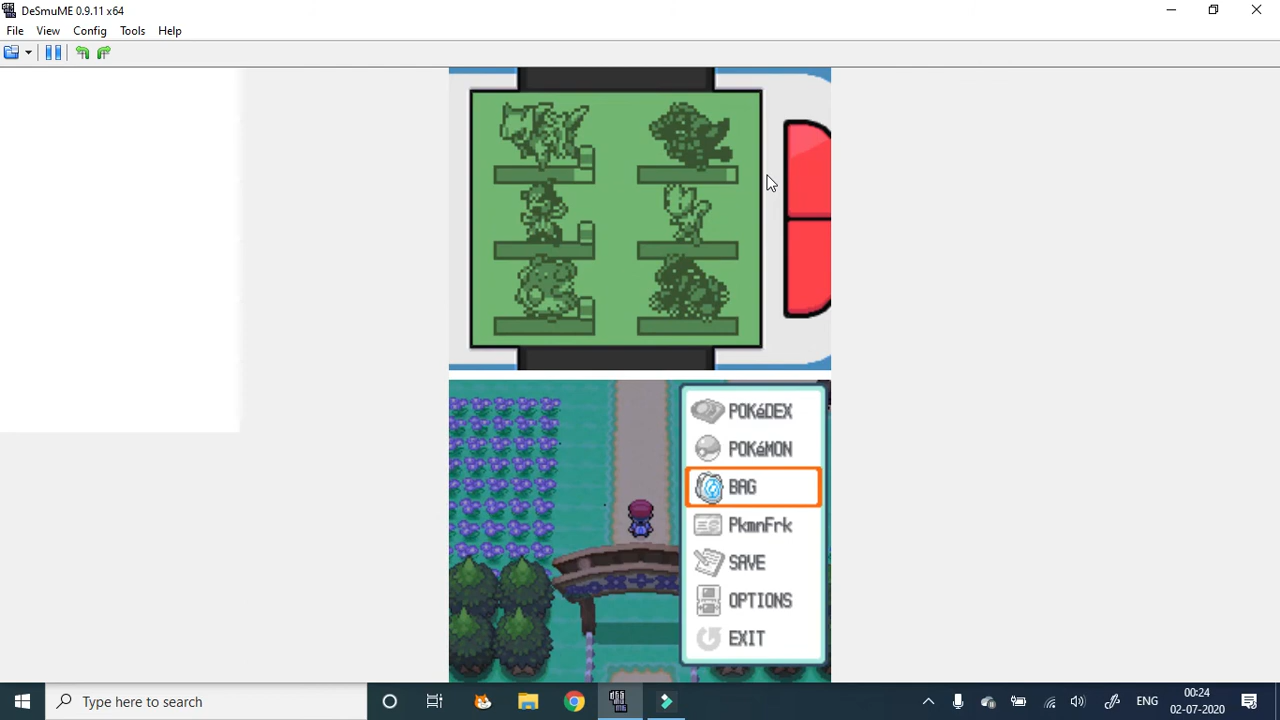 DeSmuME 0.9.11 x64
File View Config Tools Help
POKéDEX
POKéMON
BAG
PkmnFrk
SAVE
OPTIONS
EXIT
Type here to search
ENG
00:24
02-07-2020